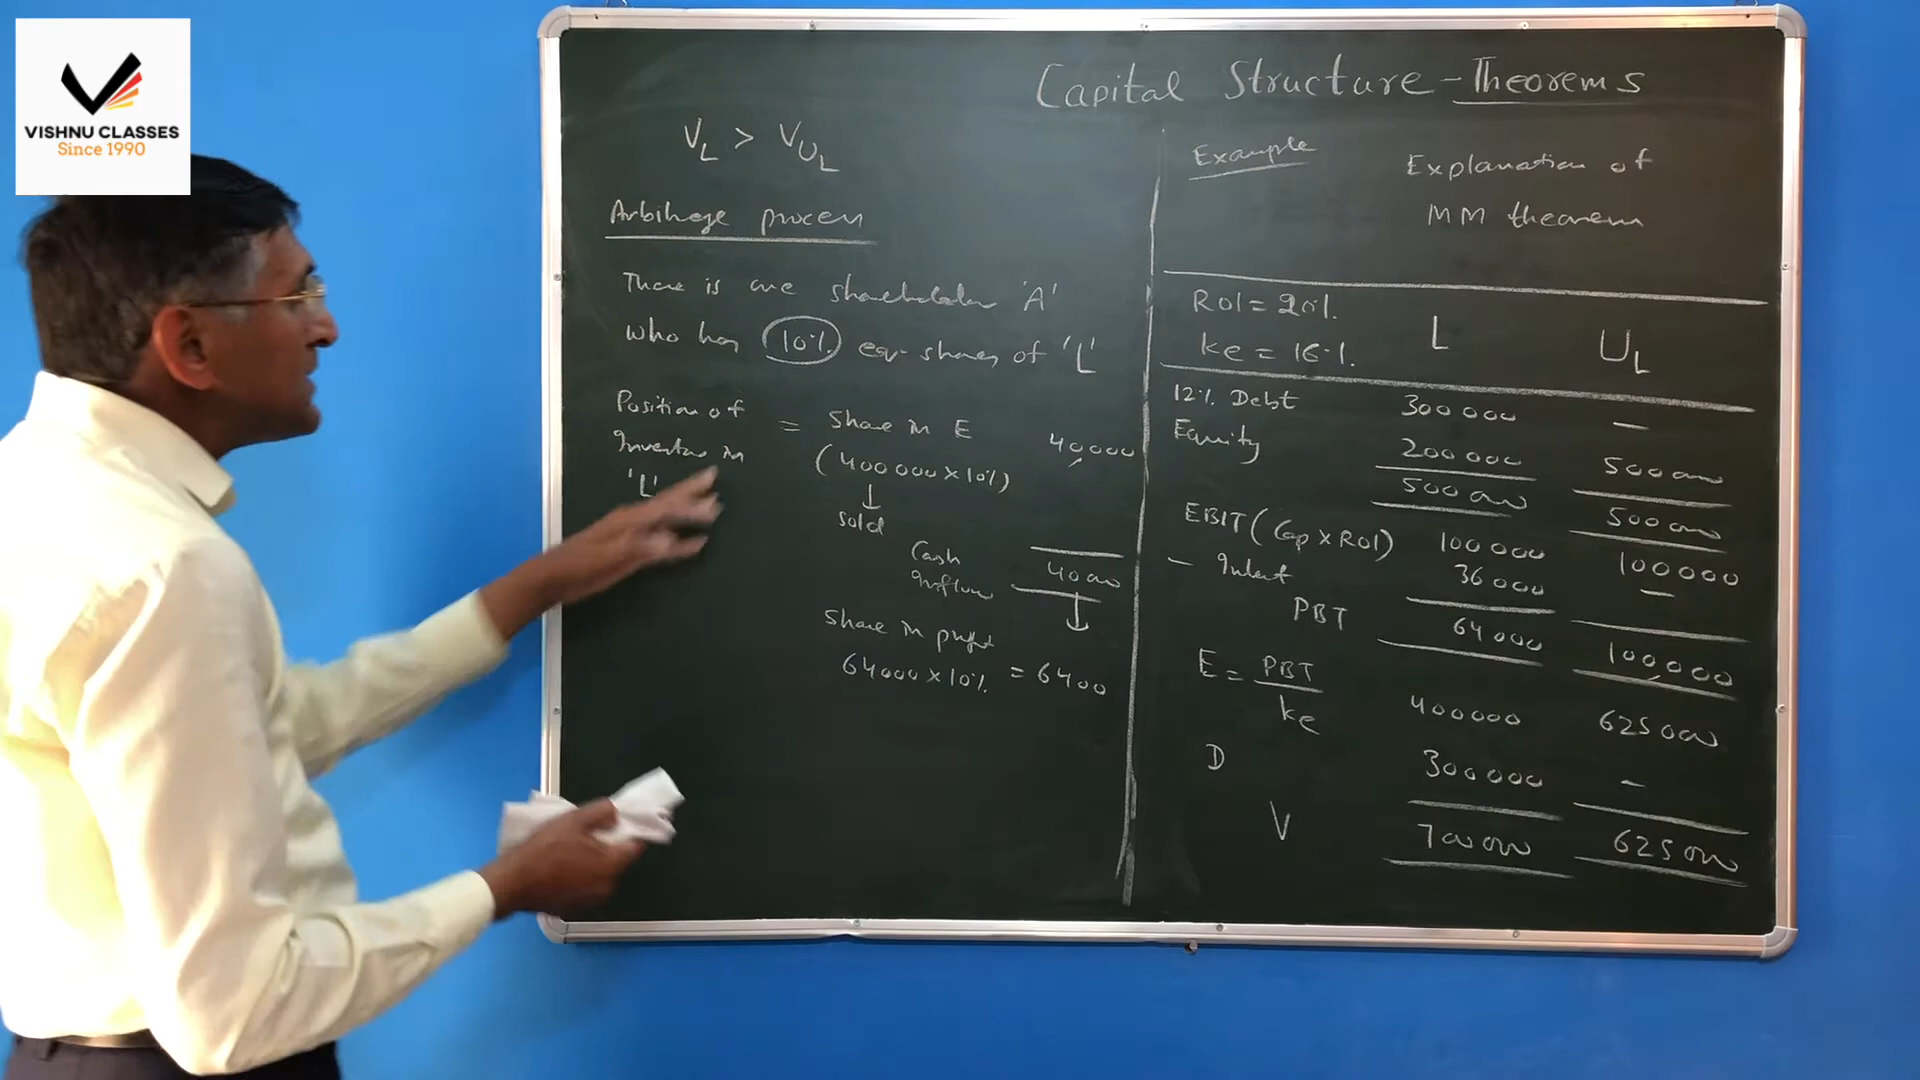 VISHNU CLASSES
Since 1990
Capital Structure - Theorems
VL > VUL
Arbitrage process
There is one shareholder 'A'
who has 10% eq. shares of 'L'
Position of
Investor in
'L'
= Share in E 40000
(400000 × 10%)
↓
sold
Cash
Inflow 40000
↓
Share in profit
64000 × 10% = 6400
Example
Explanation of
MM theorem
ROI = 20%.
Ke = 16%.
L UL
12% Debt 300000 —
Equity 200000 500000
500000 500000
EBIT (Cap × ROI) 100000 100000
— Interest 36000 —
PBT 64000 100000
E = PBT / Ke 400000 625000
D 300000 —
V 700000 625000